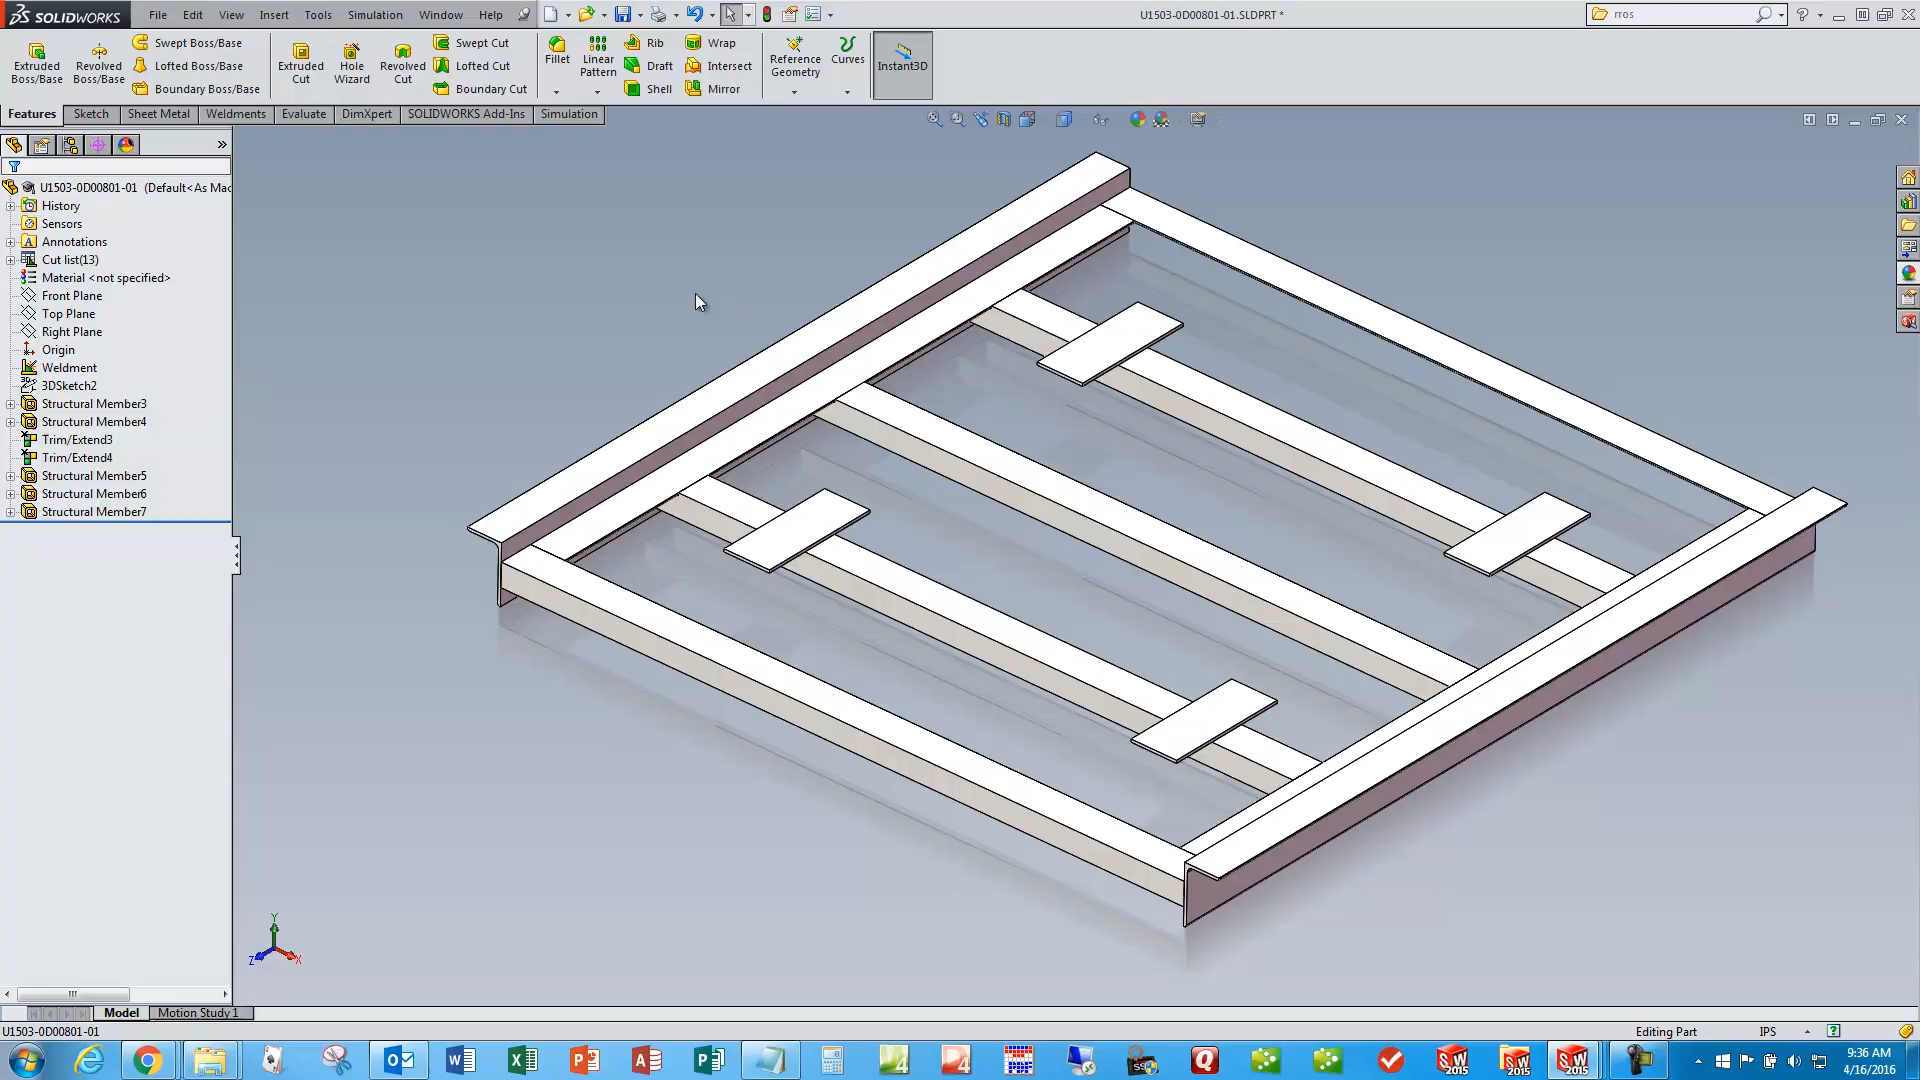 SOLIDWORKS File Edit View Insert Tools Simulation Window Help U1503-0D00801-01.SLDPRT * rros
Extruded Boss/Base
Revolved Boss/Base
Swept Boss/Base
Lofted Boss/Base
Boundary Boss/Base
Extruded Cut
Hole Wizard
Revolved Cut
Swept Cut
Lofted Cut
Boundary Cut
Fillet
Linear Pattern
Rib
Draft
Shell
Wrap
Intersect
Mirror
Reference Geometry
Curves
Instant3D
Features Sketch Sheet Metal Weldments Evaluate DimXpert SOLIDWORKS Add-Ins Simulation
U1503-0D00801-01 (Default<As Mac
History
Sensors
Annotations
Cut list(13)
Material <not specified>
Front Plane
Top Plane
Right Plane
Origin
Weldment
3DSketch2
Structural Member3
Structural Member4
Trim/Extend3
Trim/Extend4
Structural Member5
Structural Member6
Structural Member7
Y
Z X
Model Motion Study 1
U1503-0D00801-01 Editing Part IPS
9:36 AM
4/16/2016